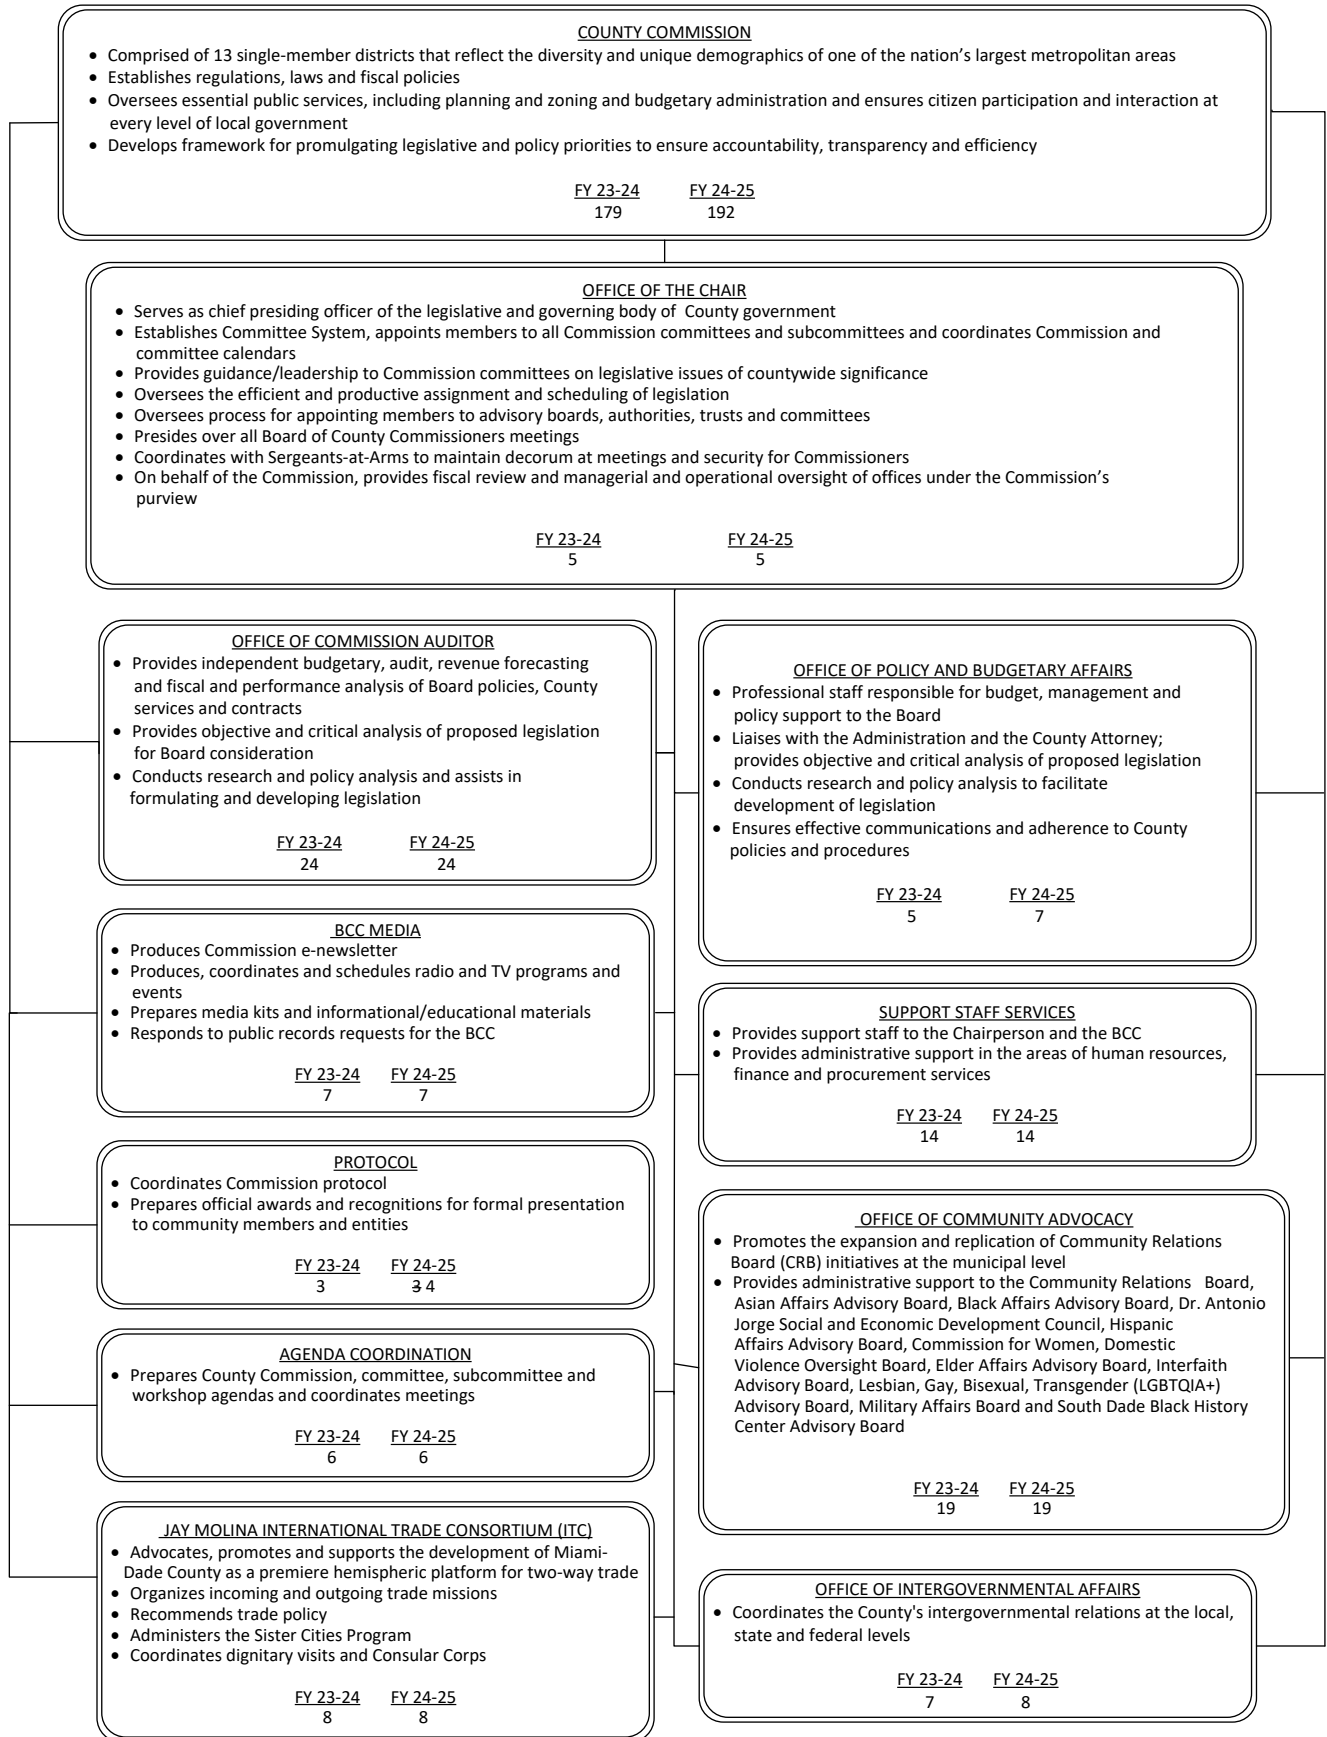 COUNTY COMMISSION
• Comprised of 13 single-member districts that reflect the diversity and unique demographics of one of the nation’s largest metropolitan areas
• Establishes regulations, laws and fiscal policies
• Oversees essential public services, including planning and zoning and budgetary administration and ensures citizen participation and interaction at
every level of local government
• Develops framework for promulgating legislative and policy priorities to ensure accountability, transparency and efficiency
FY 23-24 FY 24-25
179 192
OFFICE OF THE CHAIR
• Serves as chief presiding officer of the legislative and governing body of County government
• Establishes Committee System, appoints members to all Commission committees and subcommittees and coordinates Commission and
committee calendars
• Provides guidance/leadership to Commission committees on legislative issues of countywide significance
• Oversees the efficient and productive assignment and scheduling of legislation
• Oversees process for appointing members to advisory boards, authorities, trusts and committees
• Presides over all Board of County Commissioners meetings
• Coordinates with Sergeants-at-Arms to maintain decorum at meetings and security for Commissioners
• On behalf of the Commission, provides fiscal review and managerial and operational oversight of offices under the Commission’s
purview
FY 23-24 FY 24-25
5 5
OFFICE OF COMMISSION AUDITOR
• Provides independent budgetary, audit, revenue forecasting
and fiscal and performance analysis of Board policies, County
services and contracts
• Provides objective and critical analysis of proposed legislation
for Board consideration
• Conducts research and policy analysis and assists in
formulating and developing legislation
FY 23-24 FY 24-25
24 24
BCC MEDIA
• Produces Commission e-newsletter
• Produces, coordinates and schedules radio and TV programs and
events
• Prepares media kits and informational/educational materials
• Responds to public records requests for the BCC
FY 23-24 FY 24-25
7 7
PROTOCOL
• Coordinates Commission protocol
• Prepares official awards and recognitions for formal presentation
to community members and entities
FY 23-24 FY 24-25
3 3 4
AGENDA COORDINATION
• Prepares County Commission, committee, subcommittee and
workshop agendas and coordinates meetings
FY 23-24 FY 24-25
6 6
JAY MOLINA INTERNATIONAL TRADE CONSORTIUM (ITC)
• Advocates, promotes and supports the development of Miami-
Dade County as a premiere hemispheric platform for two-way trade
• Organizes incoming and outgoing trade missions
• Recommends trade policy
• Administers the Sister Cities Program
• Coordinates dignitary visits and Consular Corps
FY 23-24 FY 24-25
8 8
OFFICE OF POLICY AND BUDGETARY AFFAIRS
• Professional staff responsible for budget, management and
policy support to the Board
• Liaises with the Administration and the County Attorney;
provides objective and critical analysis of proposed legislation
• Conducts research and policy analysis to facilitate
development of legislation
• Ensures effective communications and adherence to County
policies and procedures
FY 23-24 FY 24-25
5 7
SUPPORT STAFF SERVICES
• Provides support staff to the Chairperson and the BCC
• Provides administrative support in the areas of human resources,
finance and procurement services
FY 23-24 FY 24-25
14 14
OFFICE OF COMMUNITY ADVOCACY
• Promotes the expansion and replication of Community Relations
Board (CRB) initiatives at the municipal level
• Provides administrative support to the Community Relations Board,
Asian Affairs Advisory Board, Black Affairs Advisory Board, Dr. Antonio
Jorge Social and Economic Development Council, Hispanic
Affairs Advisory Board, Commission for Women, Domestic
Violence Oversight Board, Elder Affairs Advisory Board, Interfaith
Advisory Board, Lesbian, Gay, Bisexual, Transgender (LGBTQIA+)
Advisory Board, Military Affairs Board and South Dade Black History
Center Advisory Board
FY 23-24 FY 24-25
19 19
OFFICE OF INTERGOVERNMENTAL AFFAIRS
• Coordinates the County's intergovernmental relations at the local,
state and federal levels
FY 23-24 FY 24-25
7 8